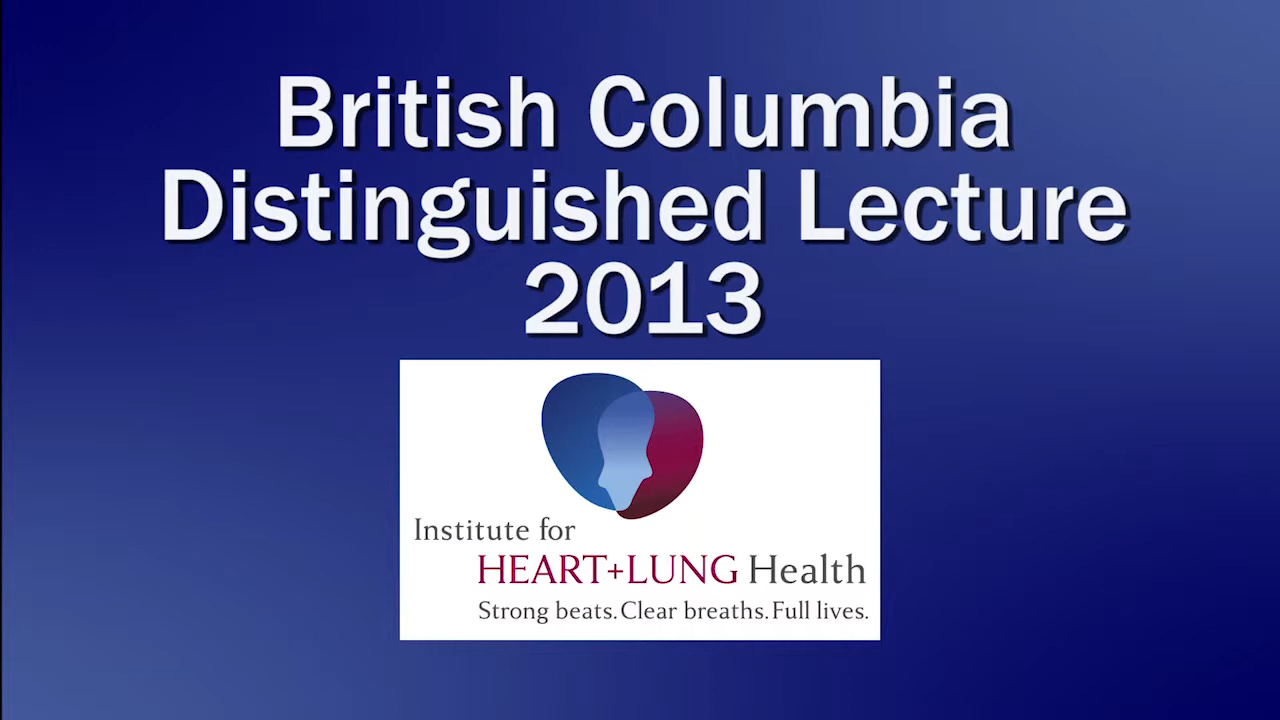 British Columbia
Distinguished Lecture
2013
Institute for
HEART+LUNG Health
Strong beats. Clear breaths. Full lives.